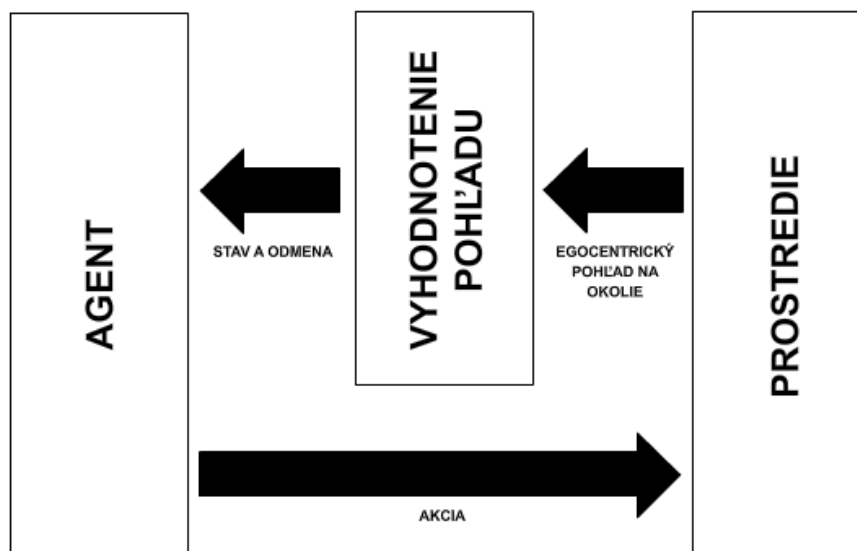 AGENT
STAV A ODMENA
VYHODNOTENIE
POHĽADU
EGOCENTRICKÝ
POHĽAD NA
OKOLIE
PROSTREDIE
AKCIA